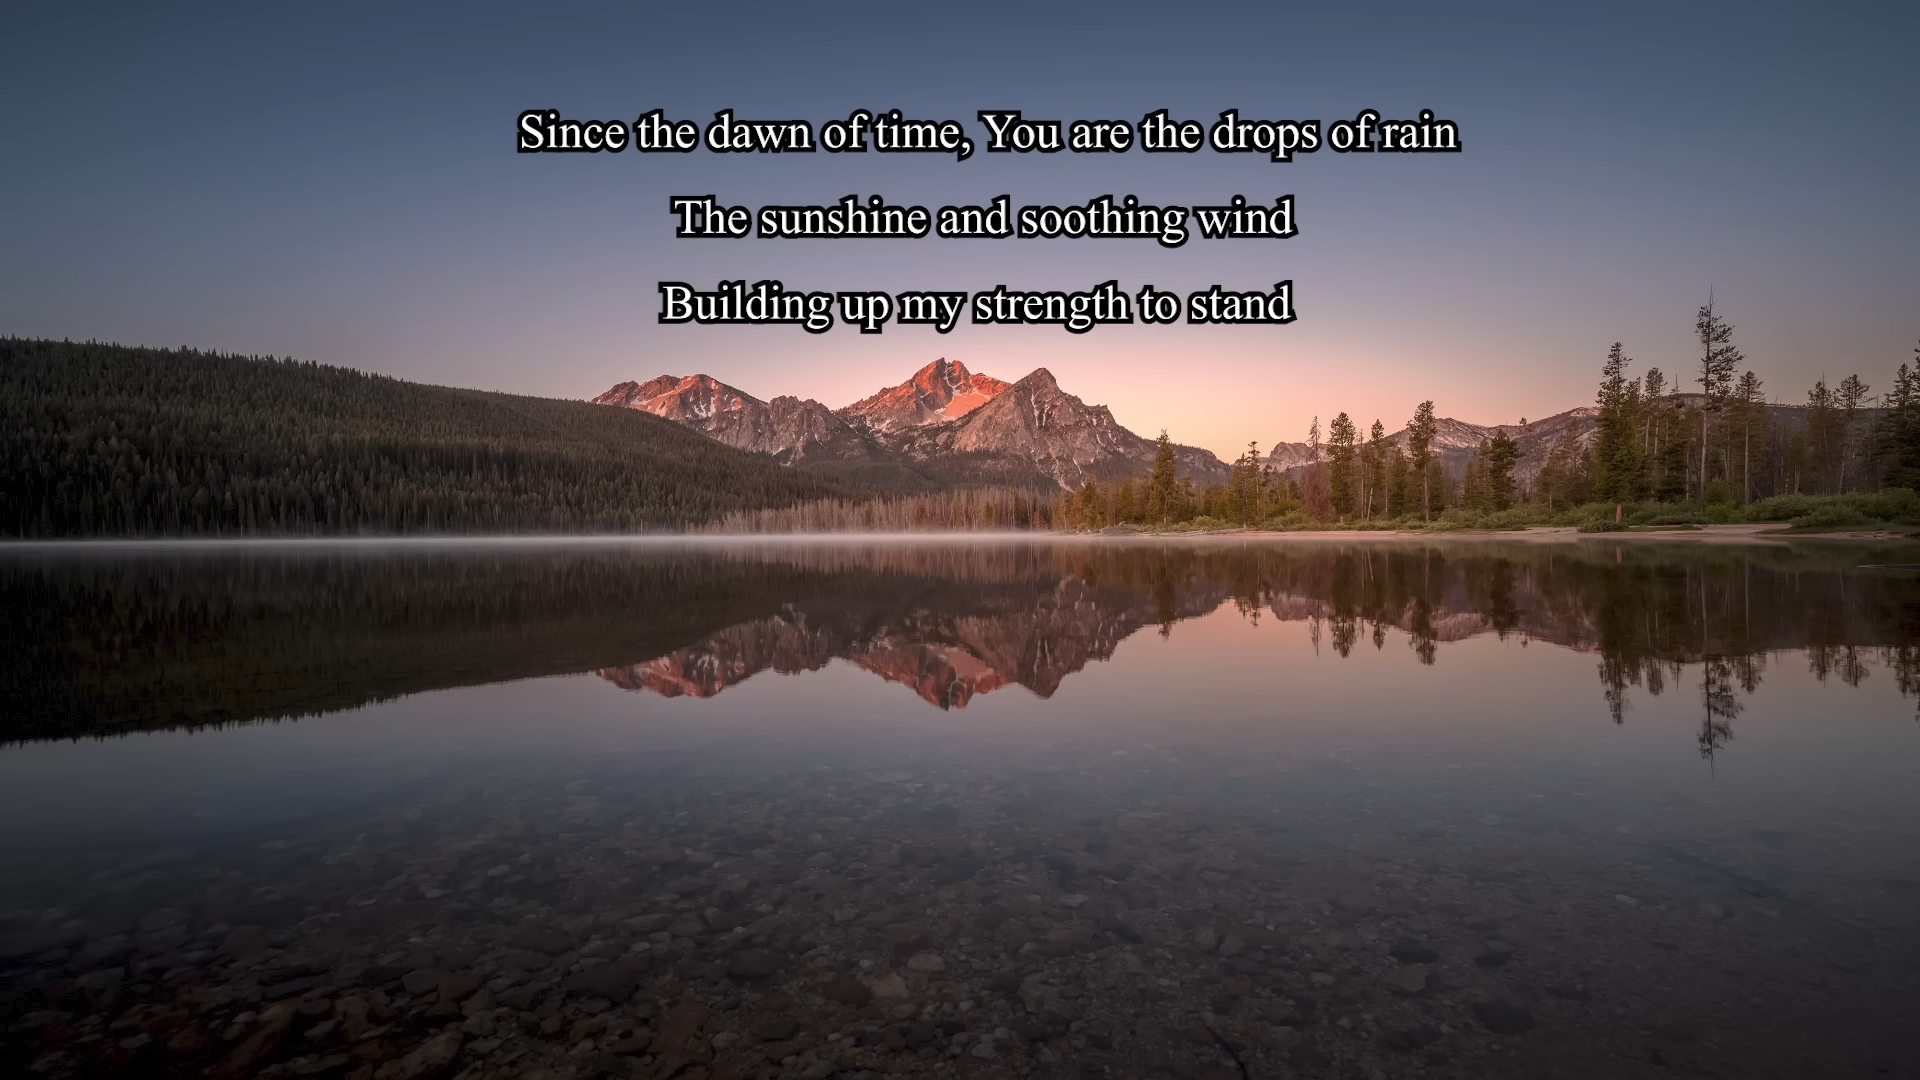 Since the dawn of time, You are the drops of rain
The sunshine and soothing wind
Building up my strength to stand